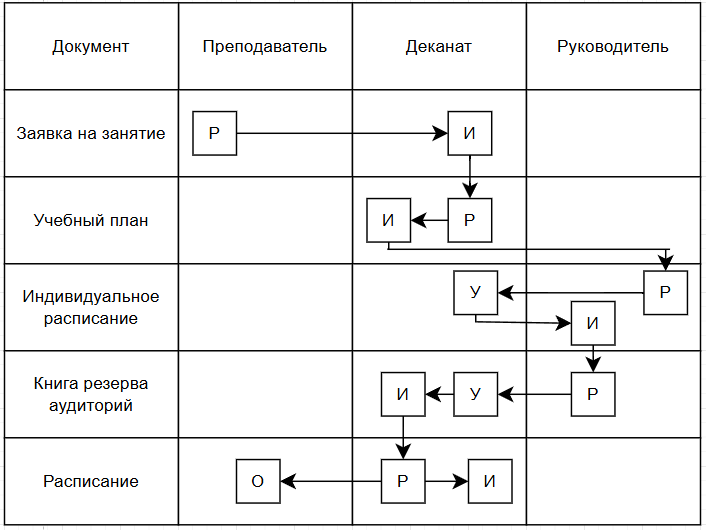 Документ
Преподаватель
Деканат
Руководитель
Заявка на занятие
Р
И
Учебный план
И
Р
Индивидуальное
расписание
У
Р
И
Книга резерва
аудиторий
И
У
Р
Расписание
О
Р
И